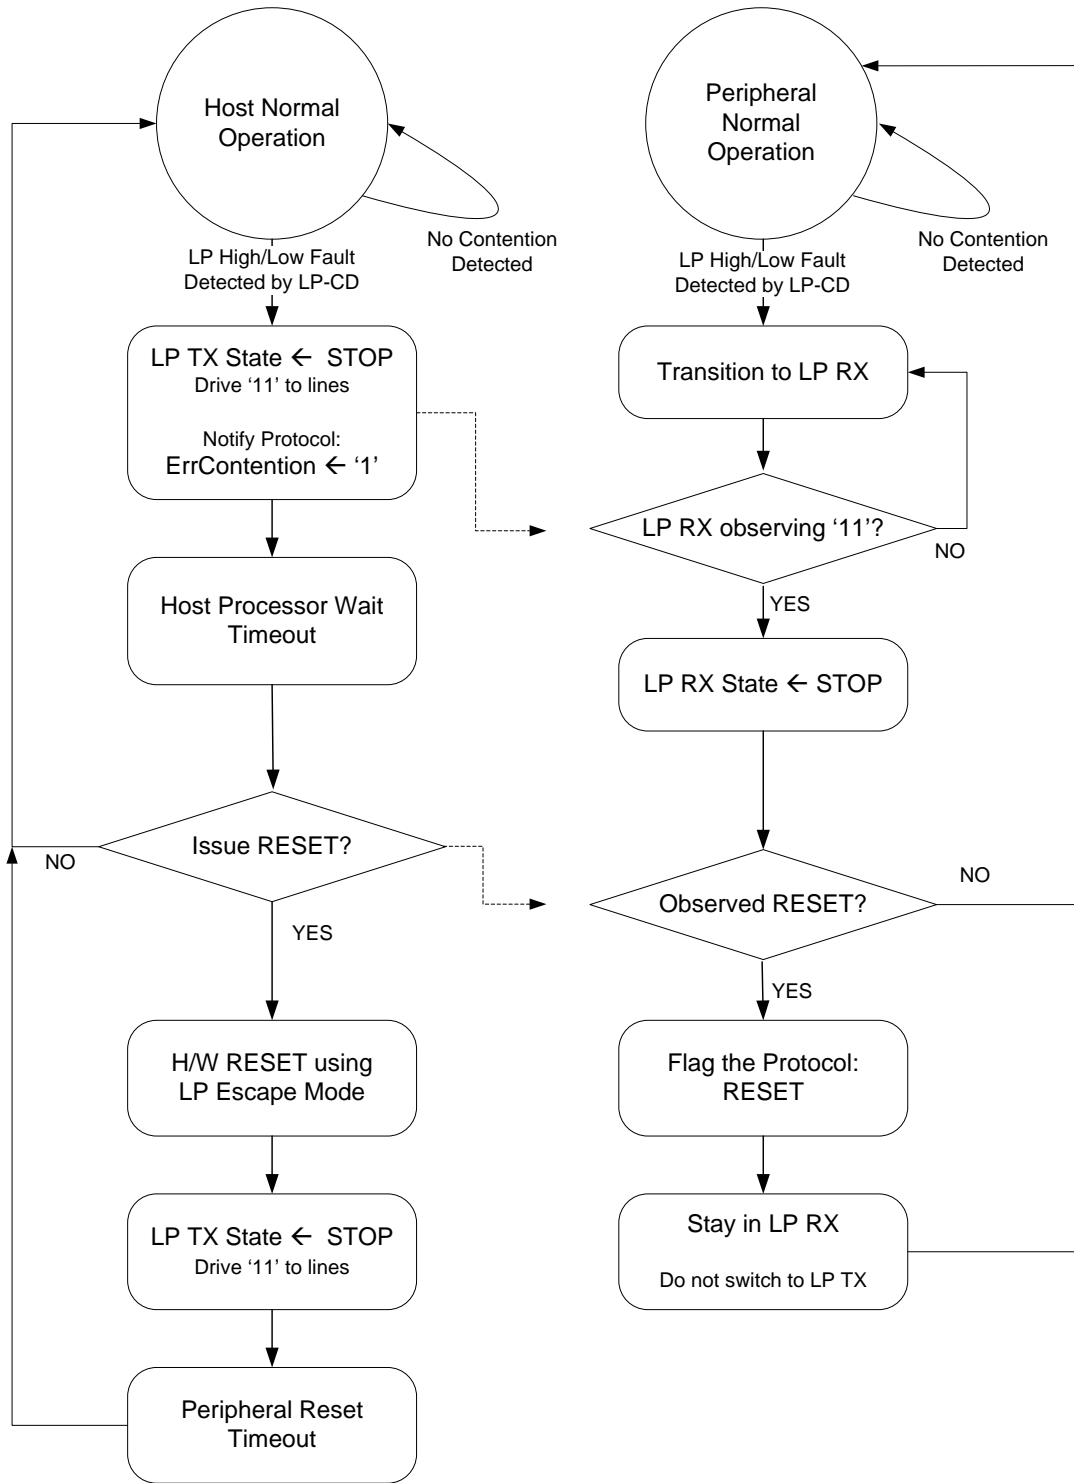 Host Normal
Operation
No Contention
Detected
LP High/Low Fault
Detected by LP-CD
LP TX State ← STOP
Drive ‘11’ to lines
Notify Protocol:
ErrContention ← ‘1’
Host Processor Wait
Timeout
Issue RESET?
NO
YES
H/W RESET using
LP Escape Mode
LP TX State ← STOP
Drive ‘11’ to lines
Peripheral Reset
Timeout
Peripheral
Normal
Operation
No Contention
Detected
LP High/Low Fault
Detected by LP-CD
Transition to LP RX
LP RX observing ‘11’?
NO
YES
LP RX State ← STOP
Observed RESET?
NO
YES
Flag the Protocol:
RESET
Stay in LP RX
Do not switch to LP TX